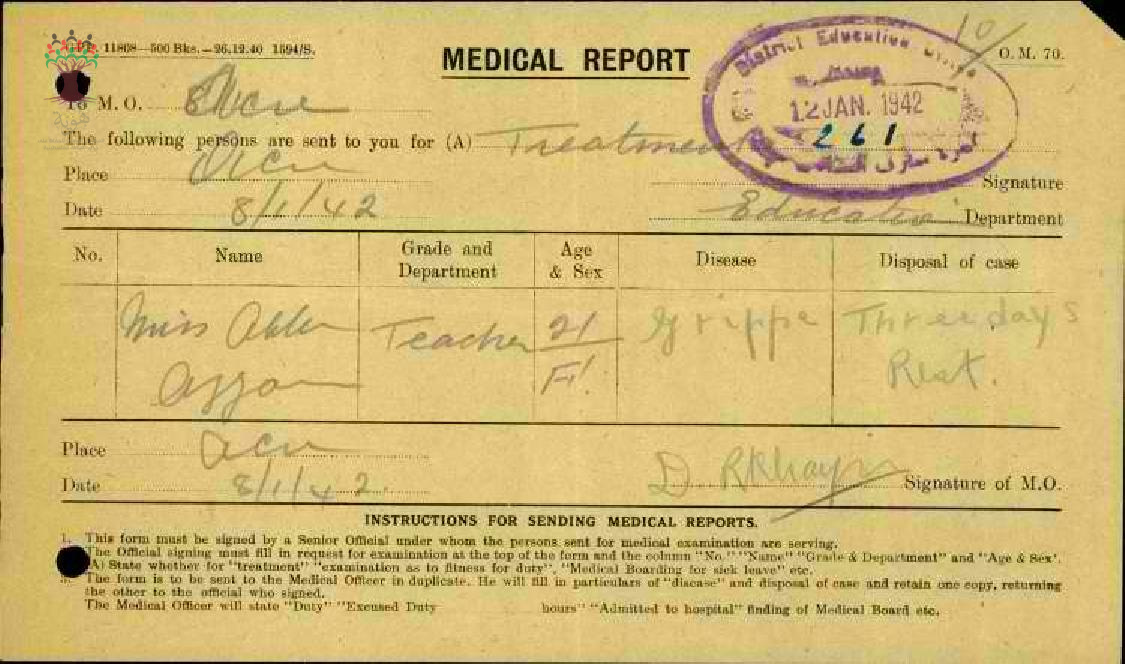 11808—500 Bks.—26.12.40 1594/S.
MEDICAL REPORT
10
O. M. 70.
District Education Office
12 JAN. 1942
261
To M. O. Acre
The following persons are sent to you for (A) Treatment
Place Acre
Signature
Date 8/1/42
Education Department
No. Name Grade and Department Age & Sex Disease Disposal of case
Miss Teacher 21 Grippe Three days
F. Rest.
Place Acre
Date 8/1/42 Signature of M.O.
INSTRUCTIONS FOR SENDING MEDICAL REPORTS.
1. This form must be signed by a Senior Official under whom the persons sent for medical examination are serving.
The Official signing must fill in request for examination at the top of the form and the column "No." "Name" "Grade & Department" and "Age & Sex'.
(A) State whether for "treatment" "examination as to fitness for duty", "Medical Boarding for sick leave" etc.
The form is to be sent to the Medical Officer in duplicate. He will fill in particulars of "disease" and disposal of case and retain one copy, returning
the other to the official who signed.
The Medical Officer will state "Duty" "Excused Duty hours" "Admitted to hospital" finding of Medical Board etc.